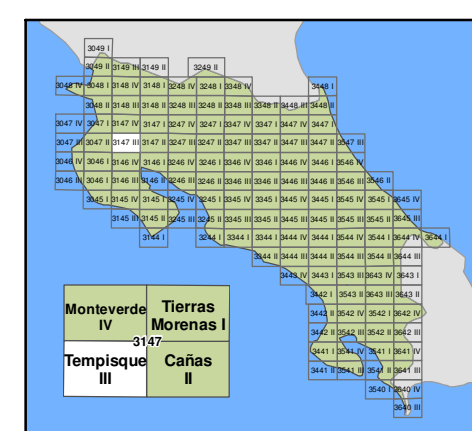 3049 I
3049 II 3149 III 3149 II 3249 II
3048 IV 3048 I 3148 IV 3148 I 3248 IV 3248 I 3348 IV 3448 I
3048 II 3148 III 3148 II 3248 III 3248 II 3348 III 3348 II 3448 III 3448 II
3047 IV 3047 I 3147 IV 3147 I 3247 IV 3247 I 3347 IV 3347 I 3447 IV 3447 I
3047 III 3047 II 3147 III 3147 II 3247 III 3247 II 3347 III 3347 II 3447 III 3447 II 3547 III
3046 IV 3046 I 3146 IV 3146 I 3246 IV 3246 I 3346 IV 3346 I 3446 IV 3446 I 3546 IV
3046 III 3046 II 3146 III 3146 II 3246 III 3246 II 3346 III 3346 II 3446 III 3446 II 3546 III 3546 II
3045 I 3145 IV 3145 I 3245 IV 3245 I 3345 IV 3345 I 3445 IV 3445 I 3545 IV 3545 I 3645 IV
3145 III 3145 II 3245 III 3245 II 3345 III 3345 II 3445 III 3445 II 3545 III 3545 II 3645 III
3144 I 3244 I 3344 IV 3344 I 3444 IV 3444 I 3544 IV 3544 I 3644 IV 3644 I
3344 II 3444 III 3444 II 3544 III 3544 II 3644 III
3443 IV 3443 I 3543 IV 3543 I 3643 IV 3643 I
3443 II 3543 III 3543 II 3643 III 3643 II
3442 I 3542 IV 3542 I 3642 IV
3442 II 3542 III 3542 II 3642 III
3441 I 3541 IV 3541 I 3641 IV
3441 II 3541 III 3541 II 3641 III
3540 I 3640 IV
3640 III
Monteverde
IV
Tierras
Morenas I
3147
Tempisque
III
Cañas
II